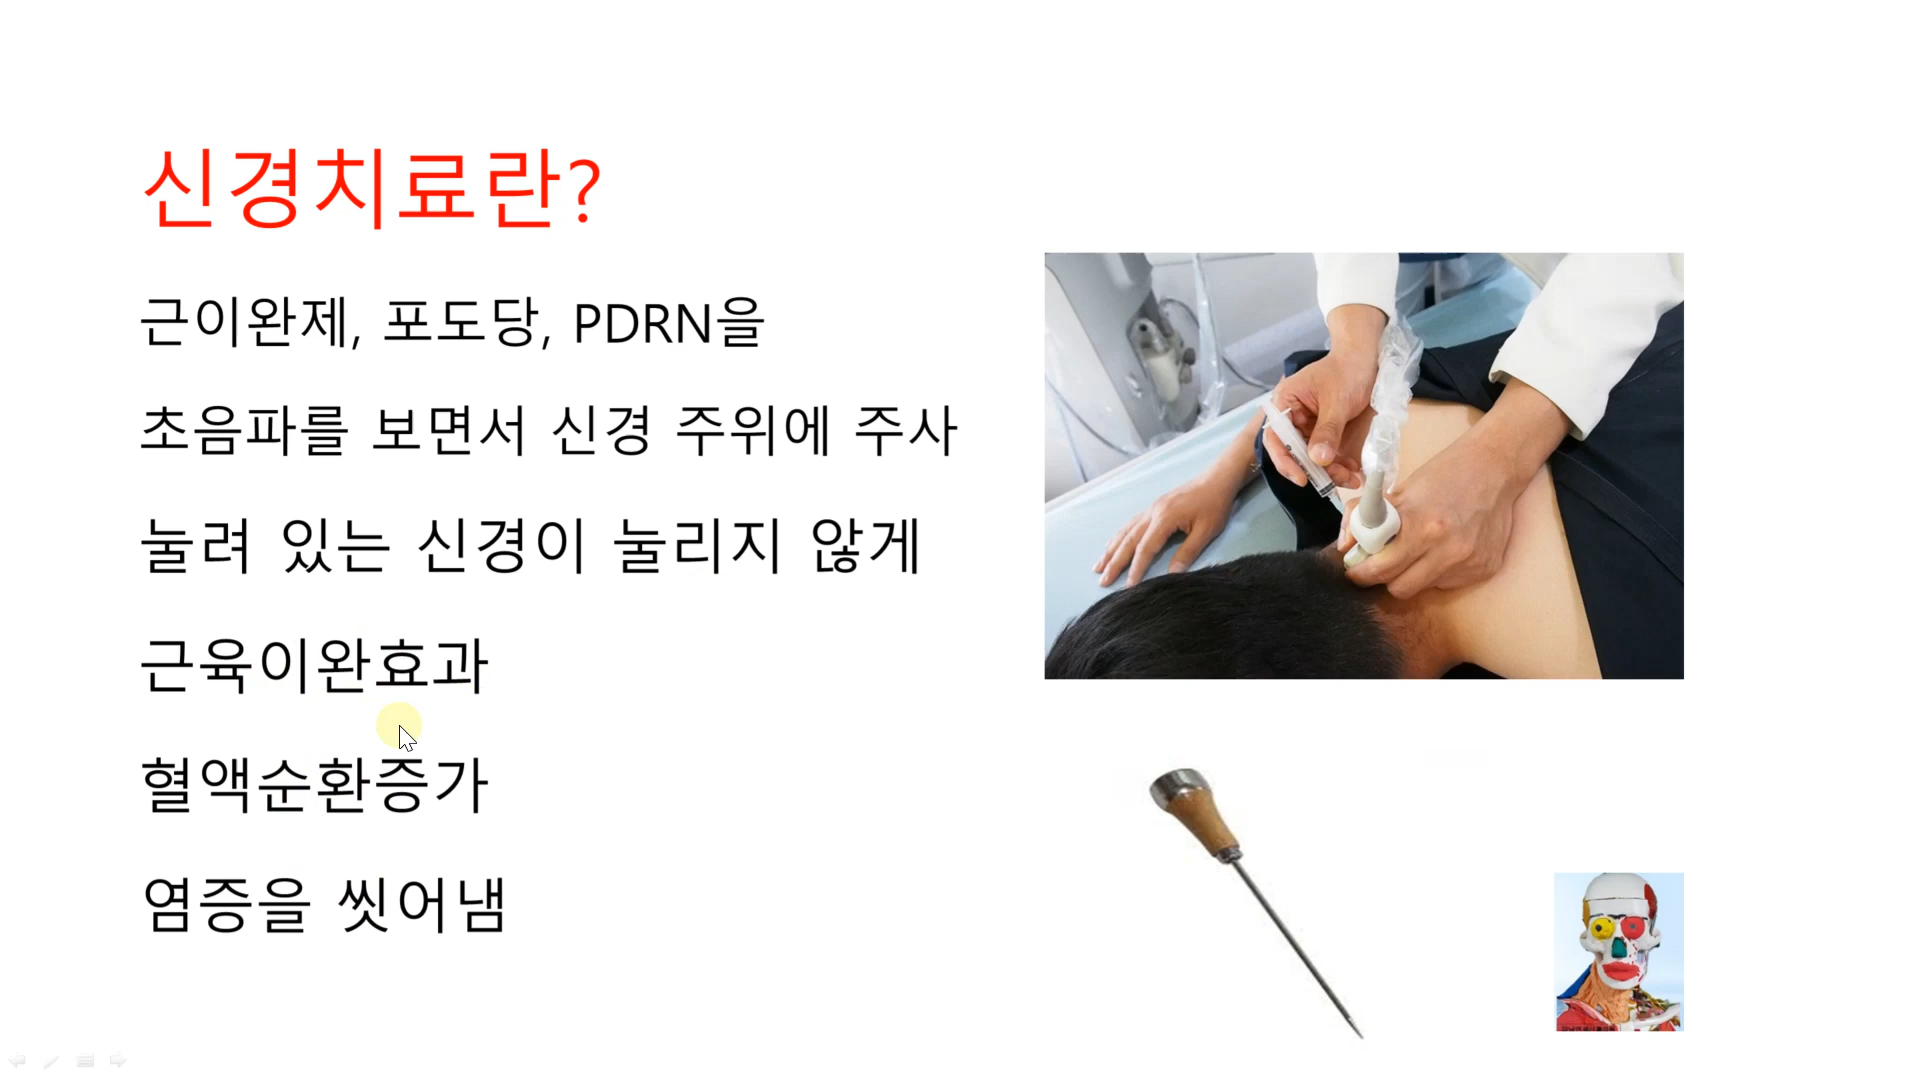 신경치료란?
근이완제, 포도당, PDRN을
초음파를 보면서 신경 주위에 주사
눌려 있는 신경이 눌리지 않게
근육이완효과
혈액순환증가
염증을 씻어냄